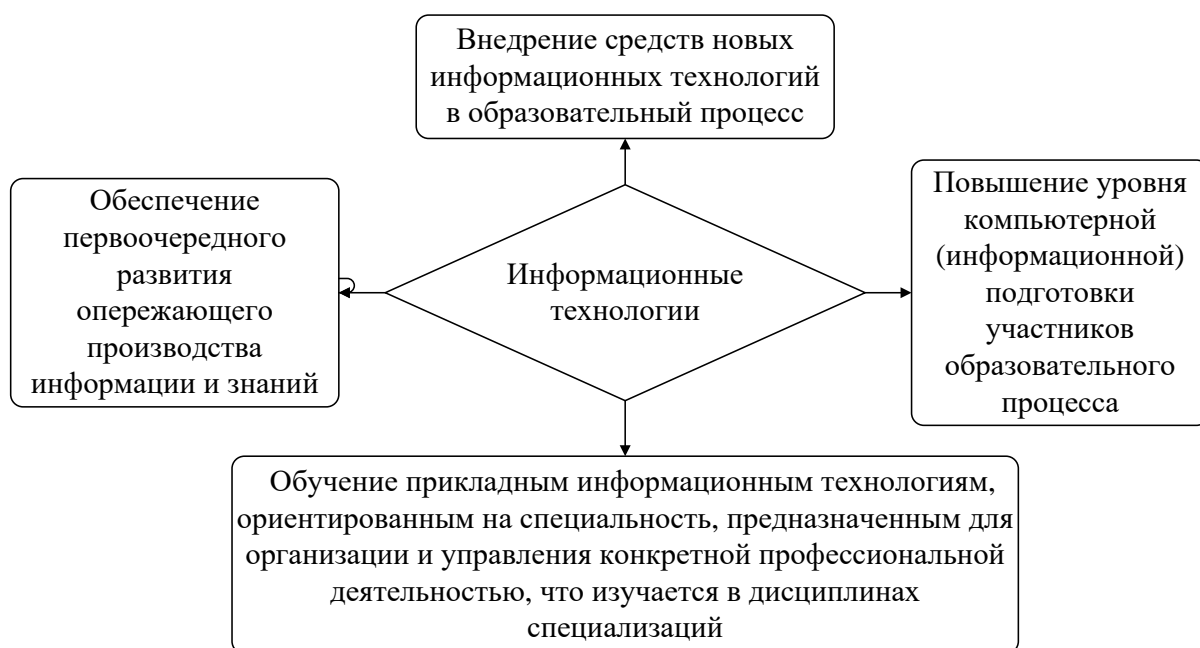 Внедрение средств новых
информационных технологий
в образовательный процесс
Обеспечение
первоочередного
развития
опережающего
производства
информации и знаний
Информационные
технологии
Повышение уровня
компьютерной
(информационной)
подготовки
участников
образовательного
процесса
Обучение прикладным информационным технологиям,
ориентированным на специальность, предназначенным для
организации и управления конкретной профессиональной
деятельностью, что изучается в дисциплинах
специализаций